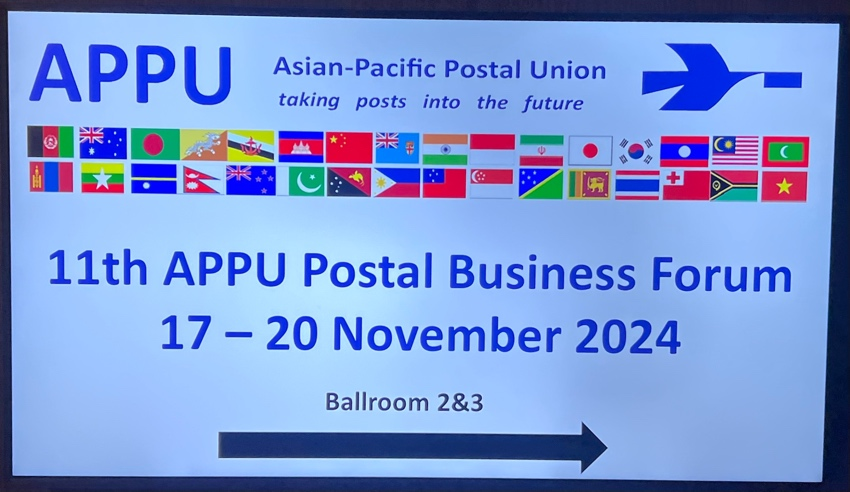 APPU
Asian-Pacific Postal Union
taking posts into the future
11th APPU Postal Business Forum
17 – 20 November 2024
Ballroom 2&3